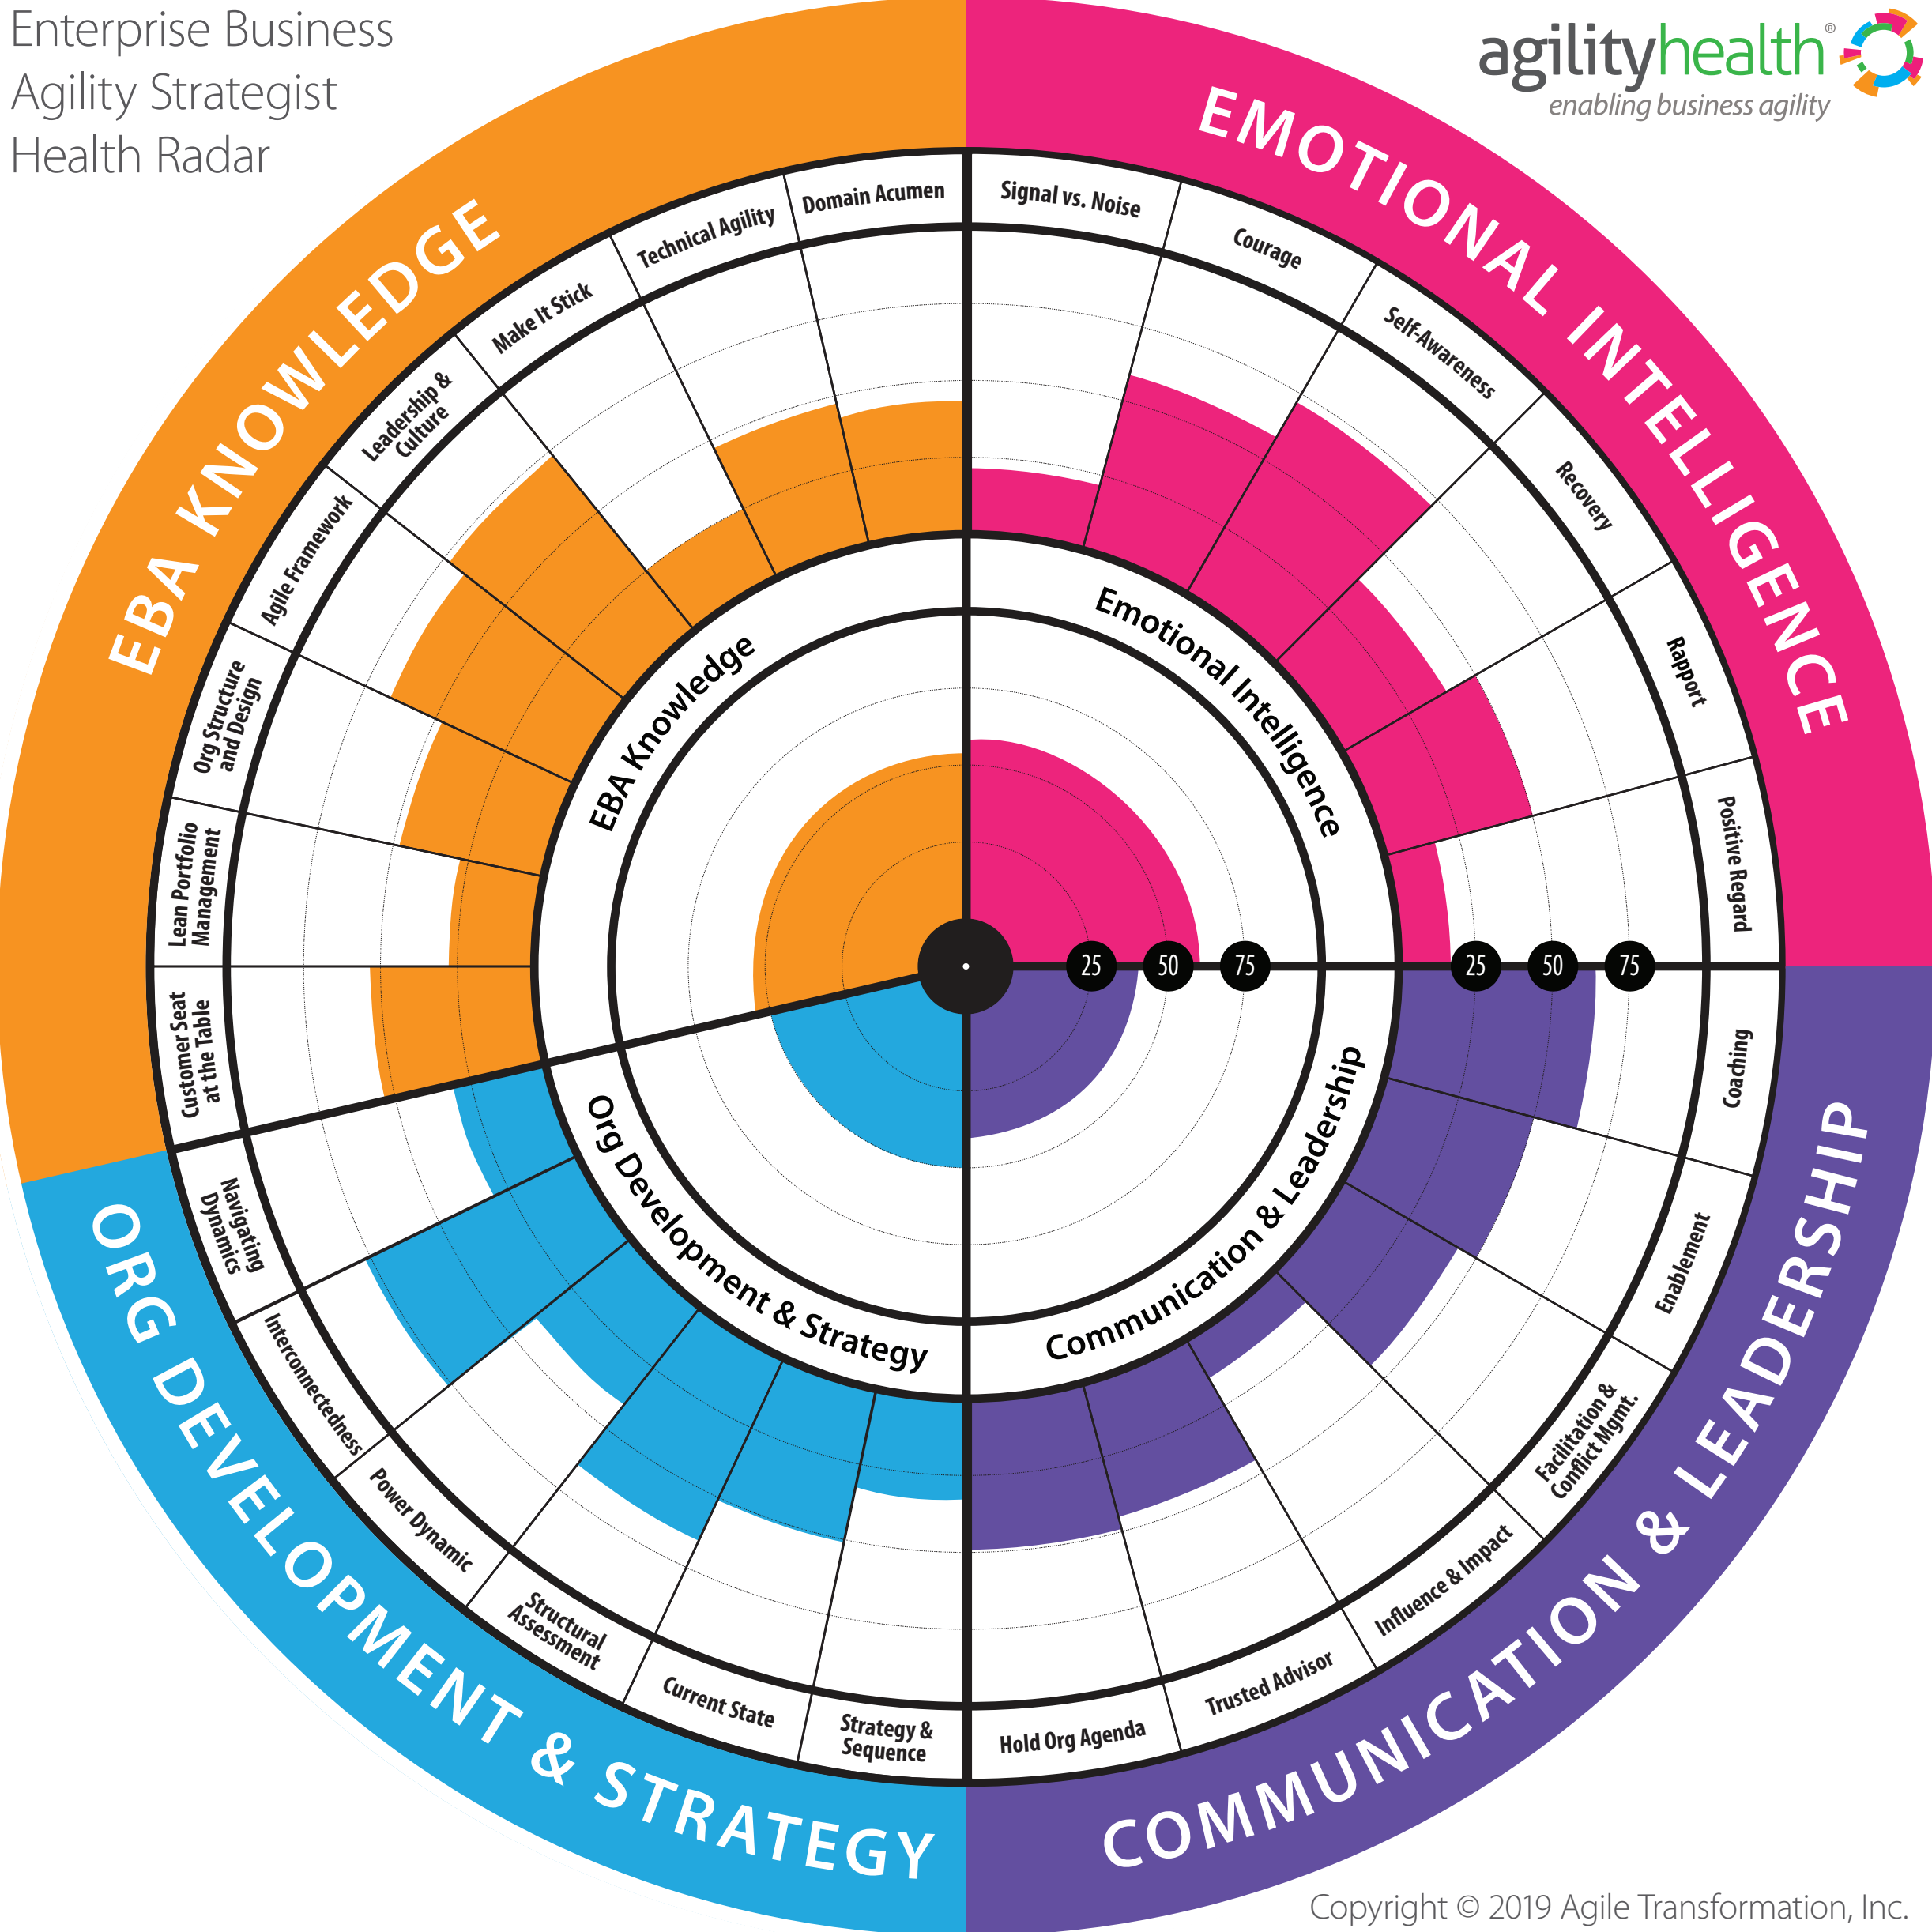 Enterprise Business
Agility Strategist
Health Radar
agilityhealth®
enabling business agility
EMOTIONAL INTELLIGENCE
Signal vs. Noise
Courage
Self-Awareness
Recovery
Rapport
Positive Regard
COMMUNICATION & LEADERSHIP
Coaching
Enablement
Facilitation &
Conflict Mgmt.
Influence & Impact
Trusted Advisor
Hold Org Agenda
ORG DEVELOPMENT & STRATEGY
Strategy &
Sequence
Current State
Structural
Assessment
Power Dynamic
Interconnectedness
Navigating
Dynamics
EBA KNOWLEDGE
Customer Seat
at the Table
Lean Portfolio
Management
Org Structure
and Design
Agile Framework
Leadership &
Culture
Make It Stick
Technical Agility
Domain Acumen
EBA Knowledge
Emotional Intelligence
Org Development & Strategy
Communication & Leadership
25 50 75 25 50 75
Copyright © 2019 Agile Transformation, Inc.